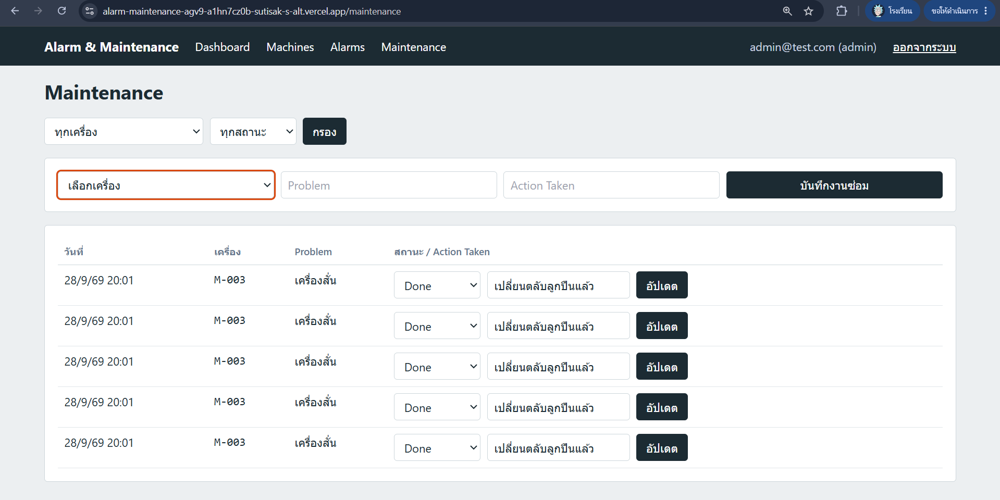 alarm-maintenance-agv9-a1hn7cz0b-sutisak-s-alt.vercel.app/maintenance
โรงเรียน
ขอให้ดำเนินการ
Alarm & Maintenance Dashboard Machines Alarms Maintenance admin@test.com (admin) ออกจากระบบ
Maintenance
ทุกเครื่อง ทุกสถานะ กรอง
เลือกเครื่อง Problem Action Taken บันทึกงานซ่อม
วันที่ เครื่อง Problem สถานะ / Action Taken
28/9/69 20:01 M-003 เครื่องสั่น Done เปลี่ยนตลับลูกปืนแล้ว อัปเดต
28/9/69 20:01 M-003 เครื่องสั่น Done เปลี่ยนตลับลูกปืนแล้ว อัปเดต
28/9/69 20:01 M-003 เครื่องสั่น Done เปลี่ยนตลับลูกปืนแล้ว อัปเดต
28/9/69 20:01 M-003 เครื่องสั่น Done เปลี่ยนตลับลูกปืนแล้ว อัปเดต
28/9/69 20:01 M-003 เครื่องสั่น Done เปลี่ยนตลับลูกปืนแล้ว อัปเดต